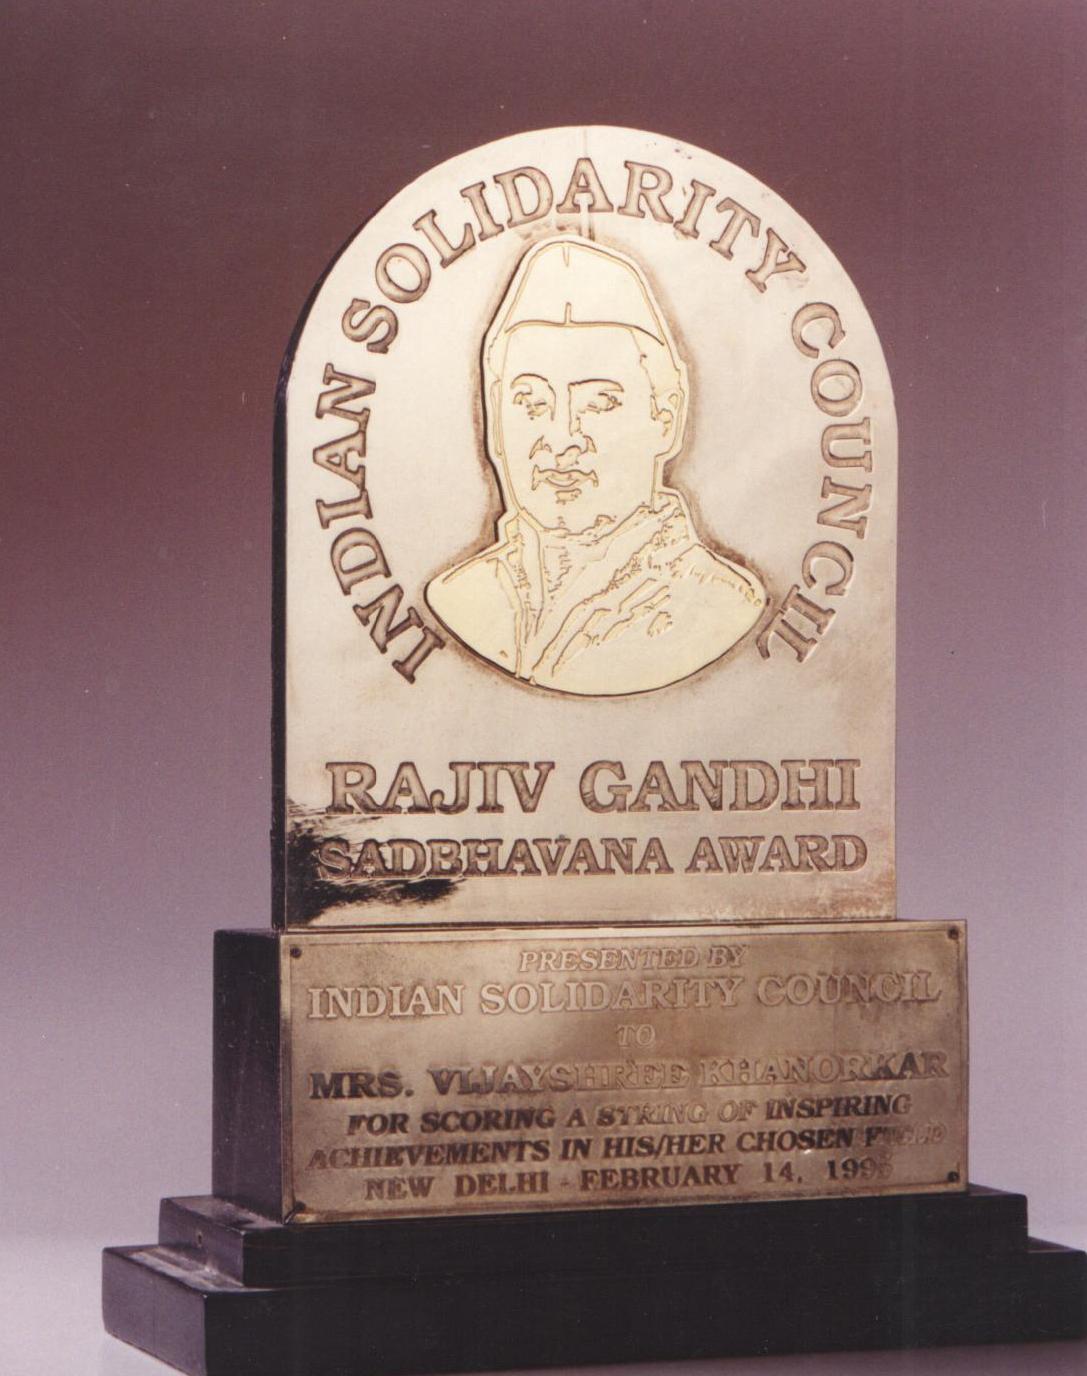 INDIAN SOLIDARITY COUNCIL
RAJIV GANDHI
SADBHAVANA AWARD
PRESENTED BY
INDIAN SOLIDARITY COUNCIL
TO
MRS. VIJAYSHREE KHANORKAR
FOR SCORING A STRING OF INSPIRING
ACHIEVEMENTS IN HIS/HER CHOSEN FIELD
NEW DELHI - FEBRUARY 14,